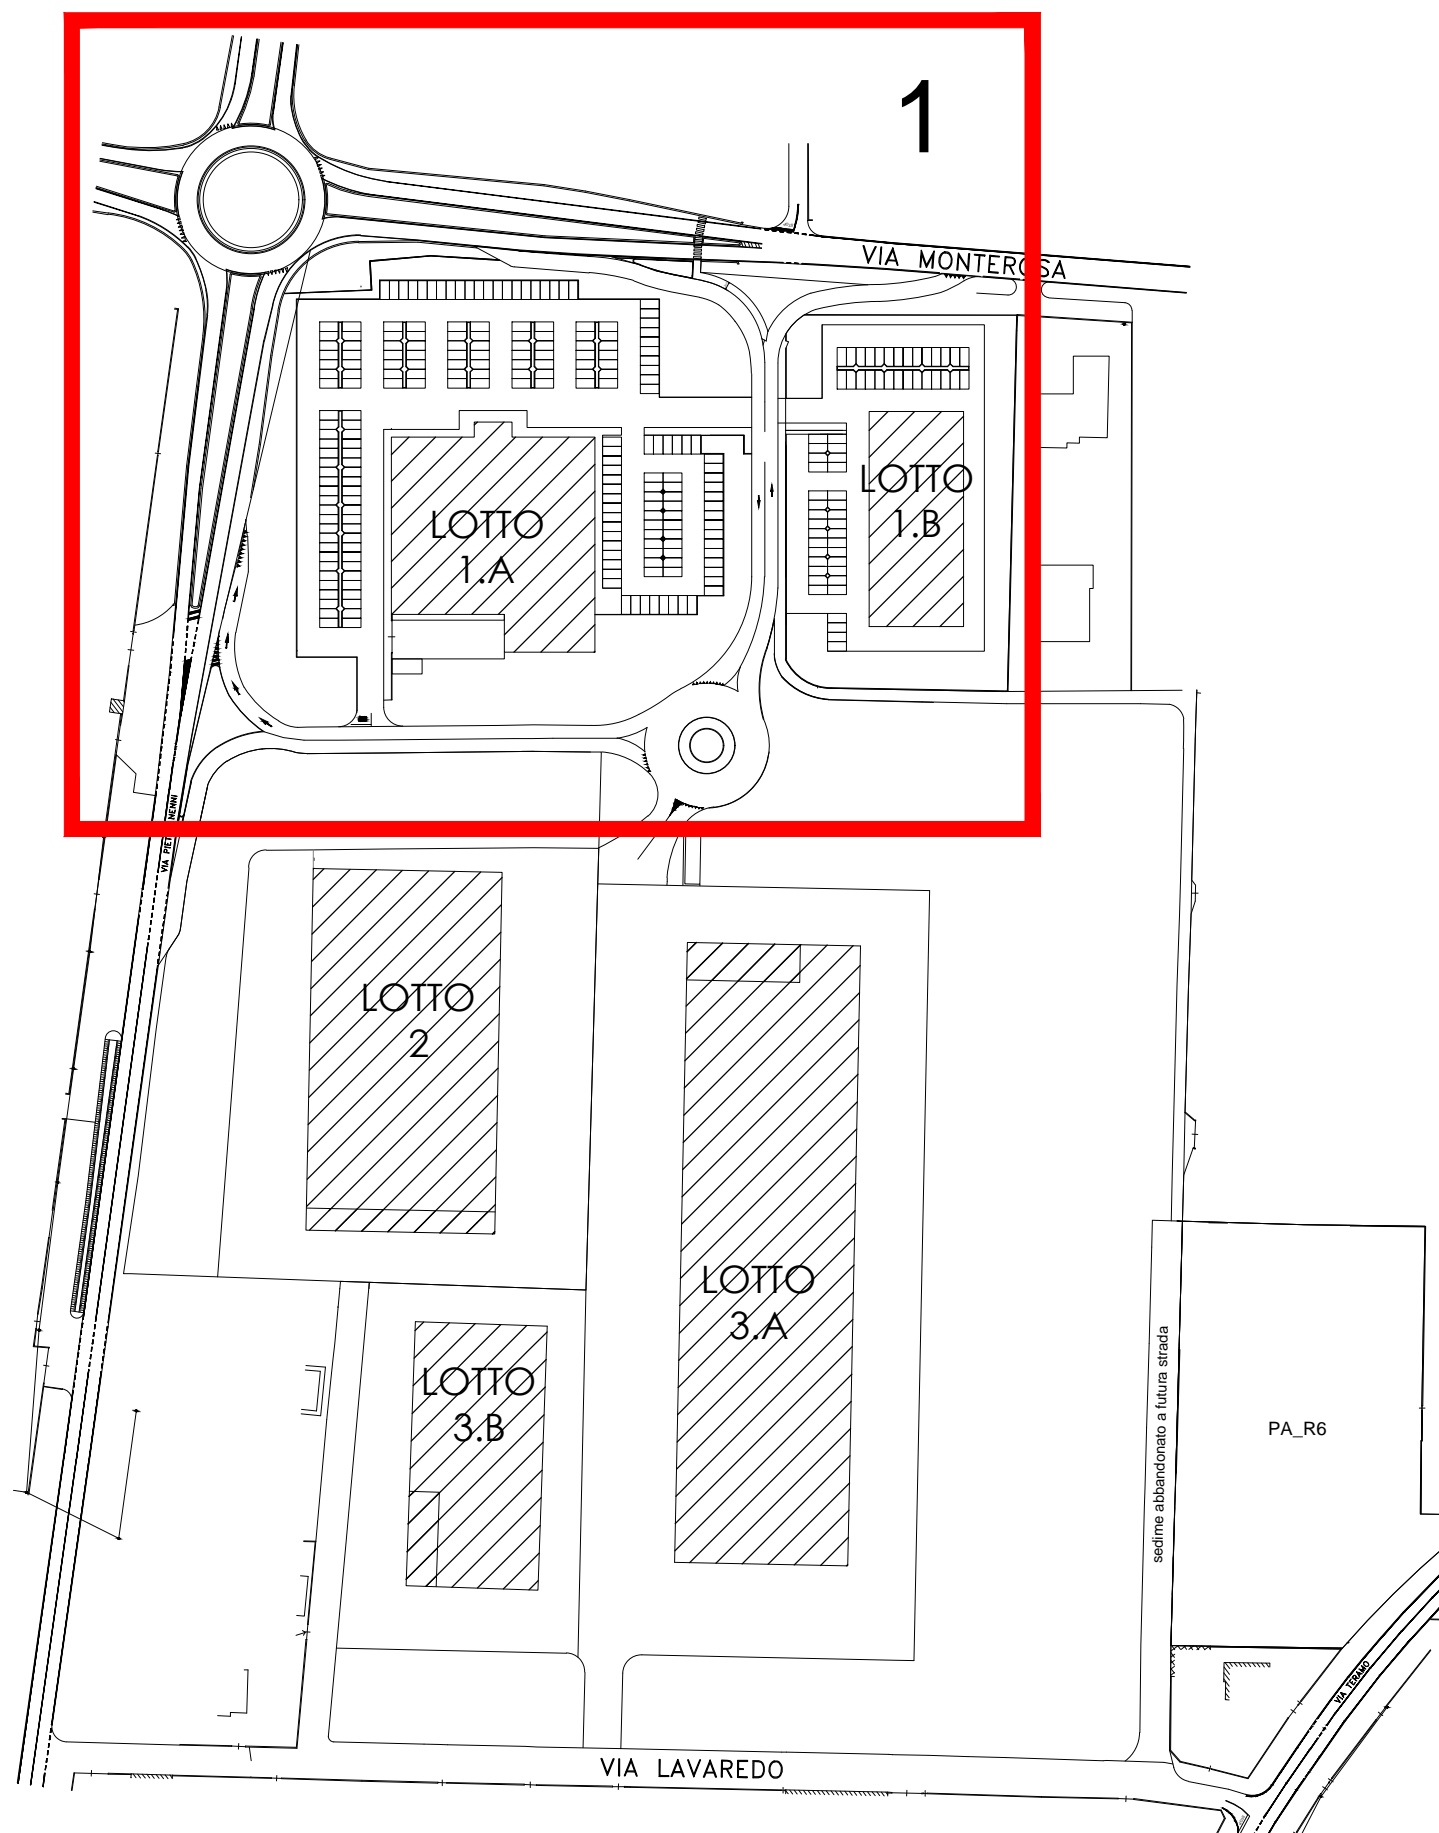 1
VIA MONTEROSA
LOTTO
1.A
LOTTO
1.B
LOTTO
2
LOTTO
3.A
LOTTO
3.B
sedime abbandonato a futura strada
PA_R6
VIA TERAMO
VIA LAVAREDO